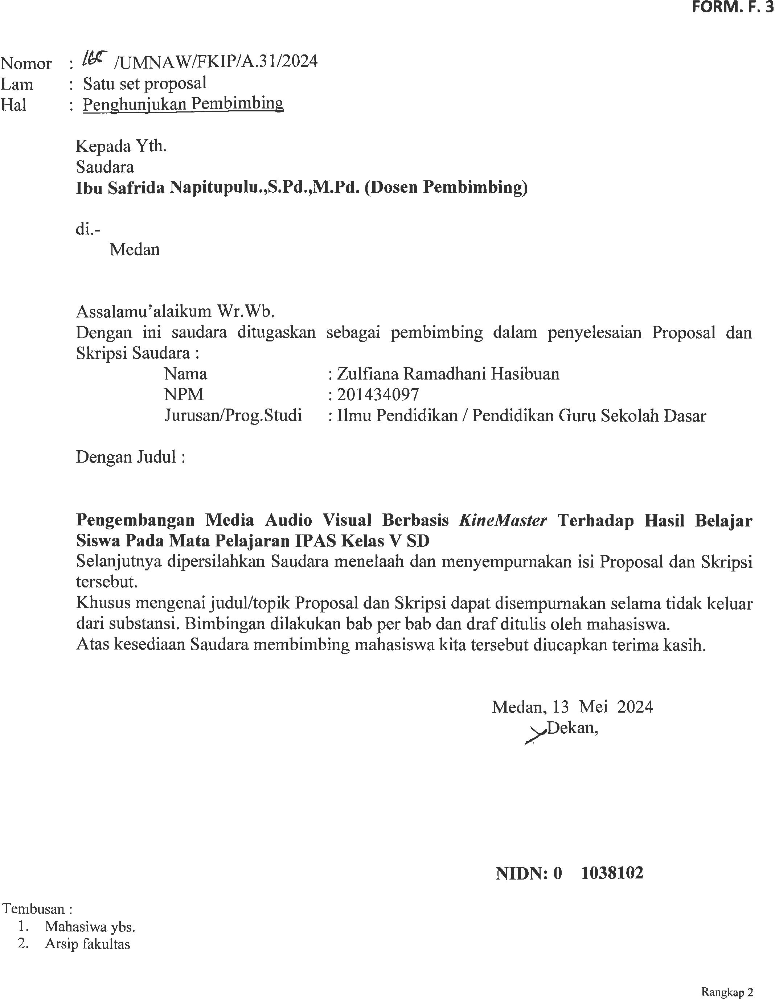 FORM. F. 3
Nomor : 165 /UMNAW/FKIP/A.31/2024
Lam : Satu set proposal
Hal : Penghunjukan Pembimbing
Kepada Yth.
Saudara
Ibu Safrida Napitupulu.,S.Pd.,M.Pd. (Dosen Pembimbing)
di.-
Medan
Assalamu’alaikum Wr.Wb.
Dengan ini saudara ditugaskan sebagai pembimbing dalam penyelesaian Proposal dan
Skripsi Saudara :
Nama : Zulfiana Ramadhani Hasibuan
NPM : 201434097
Jurusan/Prog.Studi : Ilmu Pendidikan / Pendidikan Guru Sekolah Dasar
Dengan Judul :
Pengembangan Media Audio Visual Berbasis KineMaster Terhadap Hasil Belajar
Siswa Pada Mata Pelajaran IPAS Kelas V SD
Selanjutnya dipersilahkan Saudara menelaah dan menyempurnakan isi Proposal dan Skripsi
tersebut.
Khusus mengenai judul/topik Proposal dan Skripsi dapat disempurnakan selama tidak keluar
dari substansi. Bimbingan dilakukan bab per bab dan draf ditulis oleh mahasiswa.
Atas kesediaan Saudara membimbing mahasiswa kita tersebut diucapkan terima kasih.
Medan, 13 Mei 2024
Dekan,
NIDN: 0 1038102
Tembusan :
1. Mahasiwa ybs.
2. Arsip fakultas
Rangkap 2